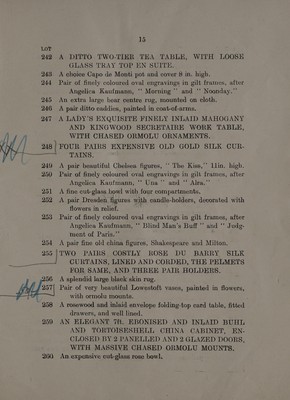 15
LOT
242 A DITTO TWO-TIER TEA TABLE, WITH LOOSE
GLASS TRAY TOP EN SUITE.
243 A choice Capo de Monti pot and cover 8 in. high.
244 Pair of finely coloured oval engravings in gilt frames, after
Angelica Kaufmann, " Morning " and " Noonday."
245 An extra large bear centre rug, mounted on cloth.
246 A pair ditto caddies, painted in coat-of-arms.
247 A LADY'S EXQUISITE FINELY INLAID MAHOGANY
AND KINGWOOD SECRETAIRE WORK TABLE,
WITH CHASED ORMOLU ORNAMENTS.
248 FOUR PAIRS EXPENSIVE OLD GOLD SILK CUR-
TAINS.
249 A pair beautiful Chelsea figures, " The Kiss," 11in. high.
250 Pair of finely coloured oval engravings in gilt frames, after
Angelica Kaufmann, " Una " and " Alra."
251 A fine cut-glass bowl with four compartments.
252 A pair Dresden figures with candle-holders, decorated with
flowers in relief.
253 Pair of finely coloured oval engravings in gilt frames, after
Angelica Kaufmann, " Blind Man's Buff " and " Judg-
ment of Paris."
254 A pair fine old china figures, Shakespeare and Milton.
255 TWO PAIRS COSTLY ROSE DU BARRY SILK
CURTAINS, LINED AND CORDED, THE PELMETS
FOR SAME, AND THREE PAIR HOLDERS.
256 A splendid large black skin rug.
257 Pair of very beautiful Lowestoft vases, painted in flowers,
with ormolu mounts.
258 A rosewood and inlaid envelope folding-top card table, fitted
drawers, and well lined.
259 AN ELEGANT 7ft. EBONISED AND INLAID BUHL
AND TORTOISESHELL CHINA CABINET, EN-
CLOSED BY 2 PANELLED AND 2 GLAZED DOORS,
WITH MASSIVE CHASED ORMOLU MOUNTS.
260 An expensive cut-glass rose bowl.